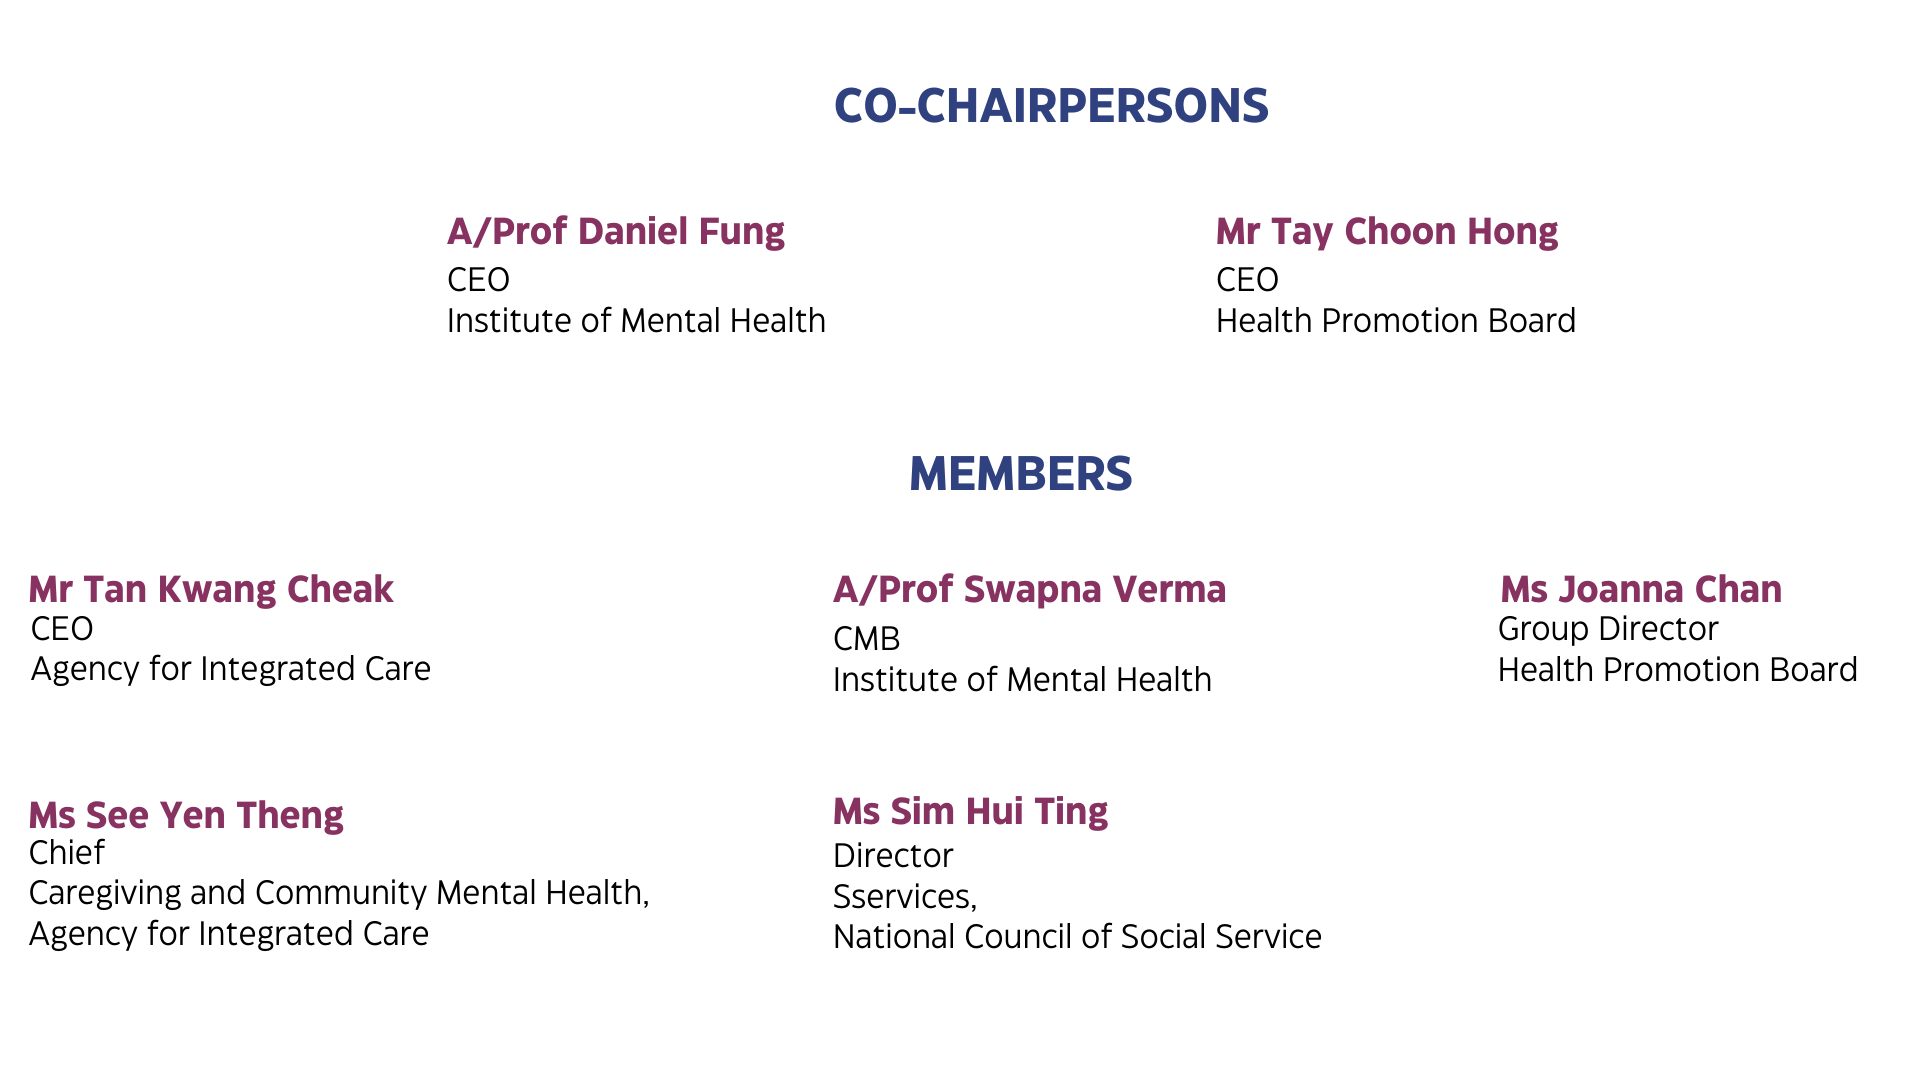 CO-CHAIRPERSONS
A/Prof Daniel Fung
CEO
Institute of Mental Health
Mr Tay Choon Hong
CEO
Health Promotion Board
MEMBERS
Mr Tan Kwang Cheak
CEO
Agency for Integrated Care
A/Prof Swapna Verma
CMB
Institute of Mental Health
Ms Joanna Chan
Group Director
Health Promotion Board
Ms See Yen Theng
Chief
Caregiving and Community Mental Health,
Agency for Integrated Care
Ms Sim Hui Ting
Director
Sservices,
National Council of Social Service